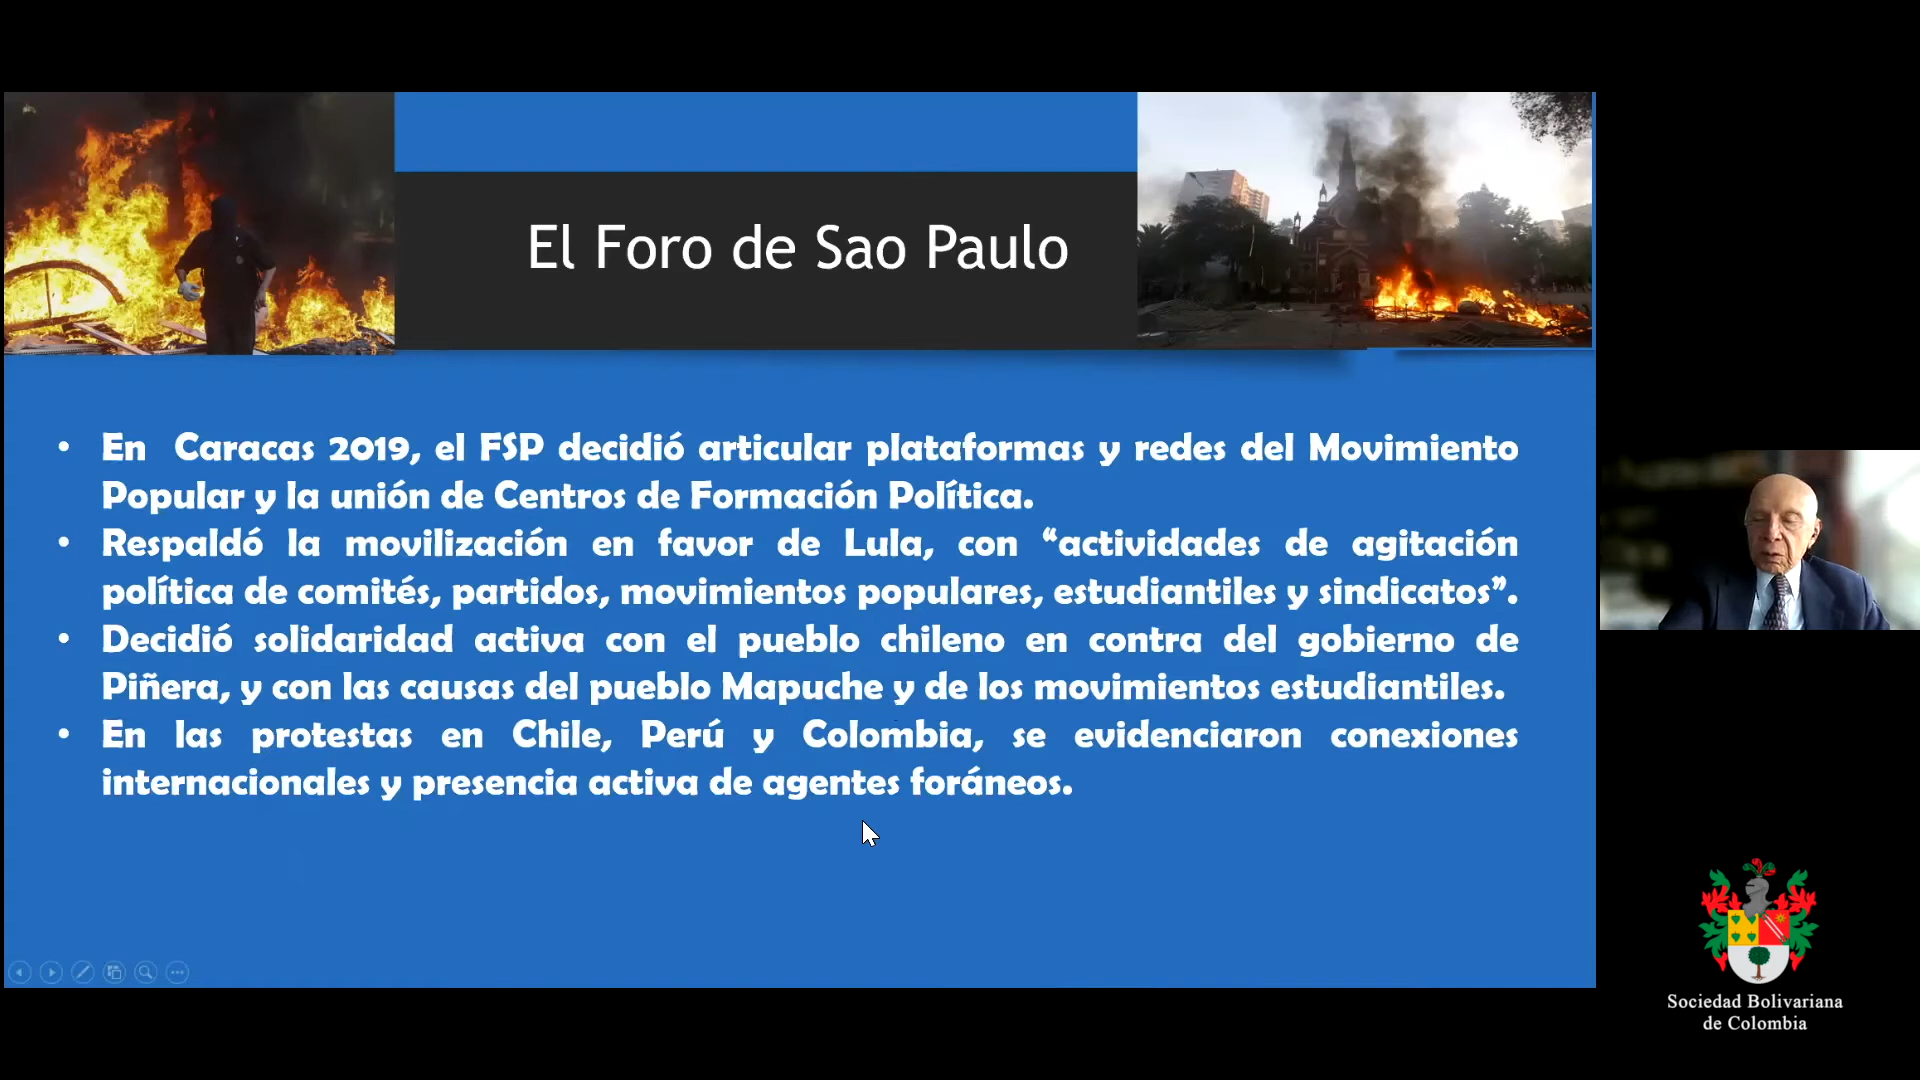 El Foro de Sao Paulo
• En Caracas 2019, el FSP decidió articular plataformas y redes del Movimiento
Popular y la unión de Centros de Formación Política.
• Respaldó la movilización en favor de Lula, con “actividades de agitación
política de comités, partidos, movimientos populares, estudiantiles y sindicatos”.
• Decidió solidaridad activa con el pueblo chileno en contra del gobierno de
Piñera, y con las causas del pueblo Mapuche y de los movimientos estudiantiles.
• En las protestas en Chile, Perú y Colombia, se evidenciaron conexiones
internacionales y presencia activa de agentes foráneos.
Sociedad Bolivariana
de Colombia